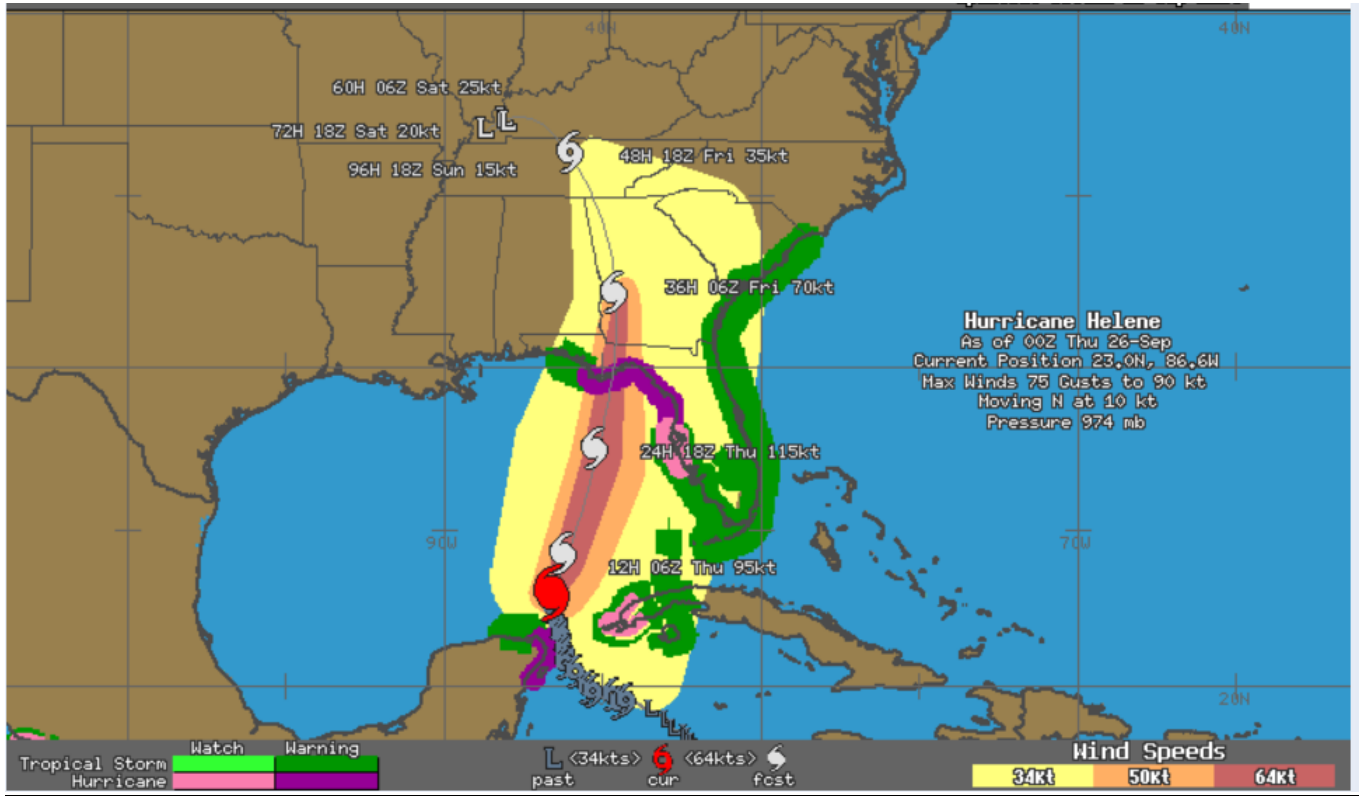 40N
40N
60H 06Z Sat 25kt
72H 18Z Sat 20kt
48H 18Z Fri 35kt
96H 18Z Sun 15kt
36H 06Z Fri 70kt
Hurricane Helene
As of 00Z Thu 26-Sep
Current Position 23.0N, 86.6W
Max Winds 75 Gusts to 90 kt
Moving N at 10 kt
Pressure 974 mb
24H 18Z Thu 115kt
90W
70W
12H 06Z Thu 95kt
20N
Watch Warning
Tropical Storm
Hurricane
L <34kts> <64kts>
past cur fcst
Wind Speeds
34Kt 50Kt 64Kt